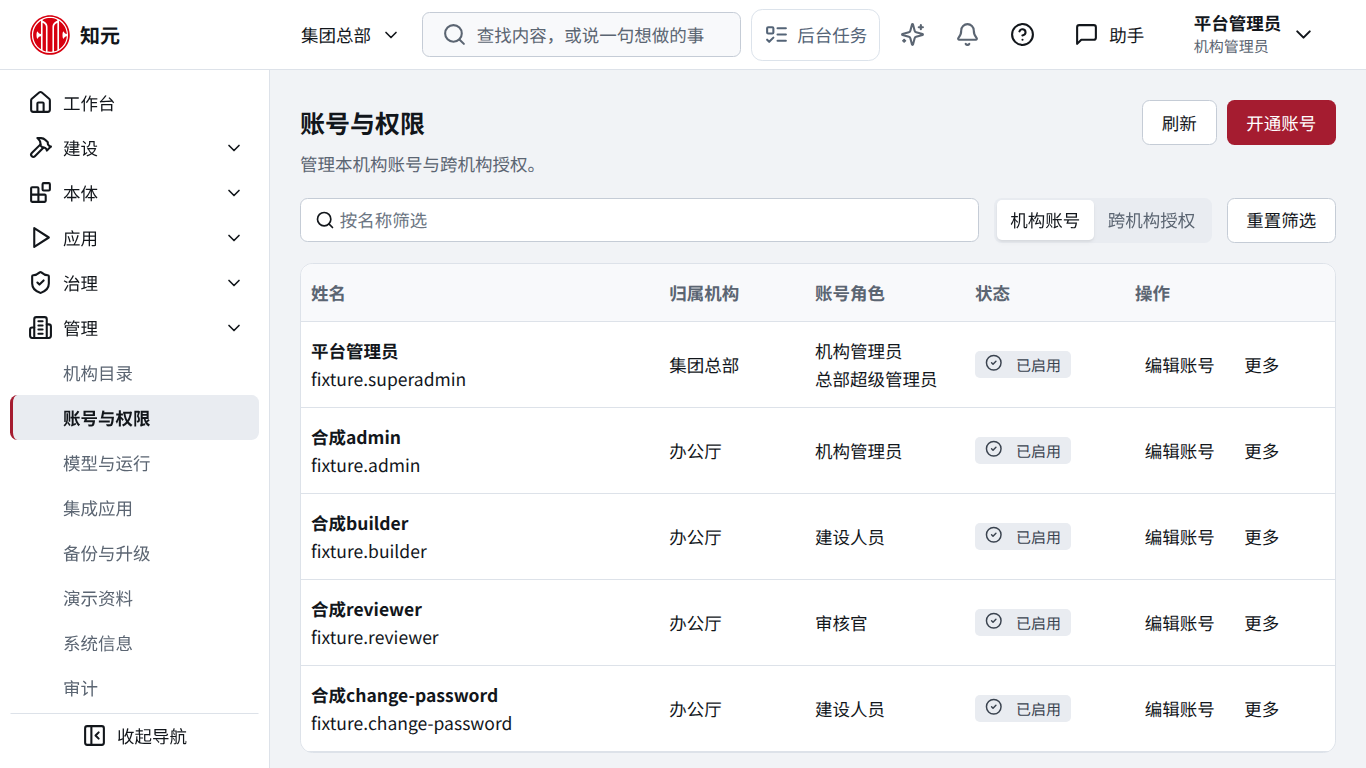 知元
集团总部
查找内容，或说一句想做的事
后台任务
助手
平台管理员
机构管理员
工作台
建设
本体
应用
治理
管理
机构目录
账号与权限
模型与运行
集成应用
备份与升级
演示资料
系统信息
审计
收起导航
账号与权限
管理本机构账号与跨机构授权。
刷新
开通账号
按名称筛选
机构账号
跨机构授权
重置筛选
姓名 归属机构 账号角色 状态 操作
平台管理员
fixture.superadmin
集团总部
机构管理员
总部超级管理员
已启用
编辑账号 更多
合成admin
fixture.admin
办公厅
机构管理员
已启用
编辑账号 更多
合成builder
fixture.builder
办公厅
建设人员
已启用
编辑账号 更多
合成reviewer
fixture.reviewer
办公厅
审核官
已启用
编辑账号 更多
合成change-password
fixture.change-password
办公厅
建设人员
已启用
编辑账号 更多